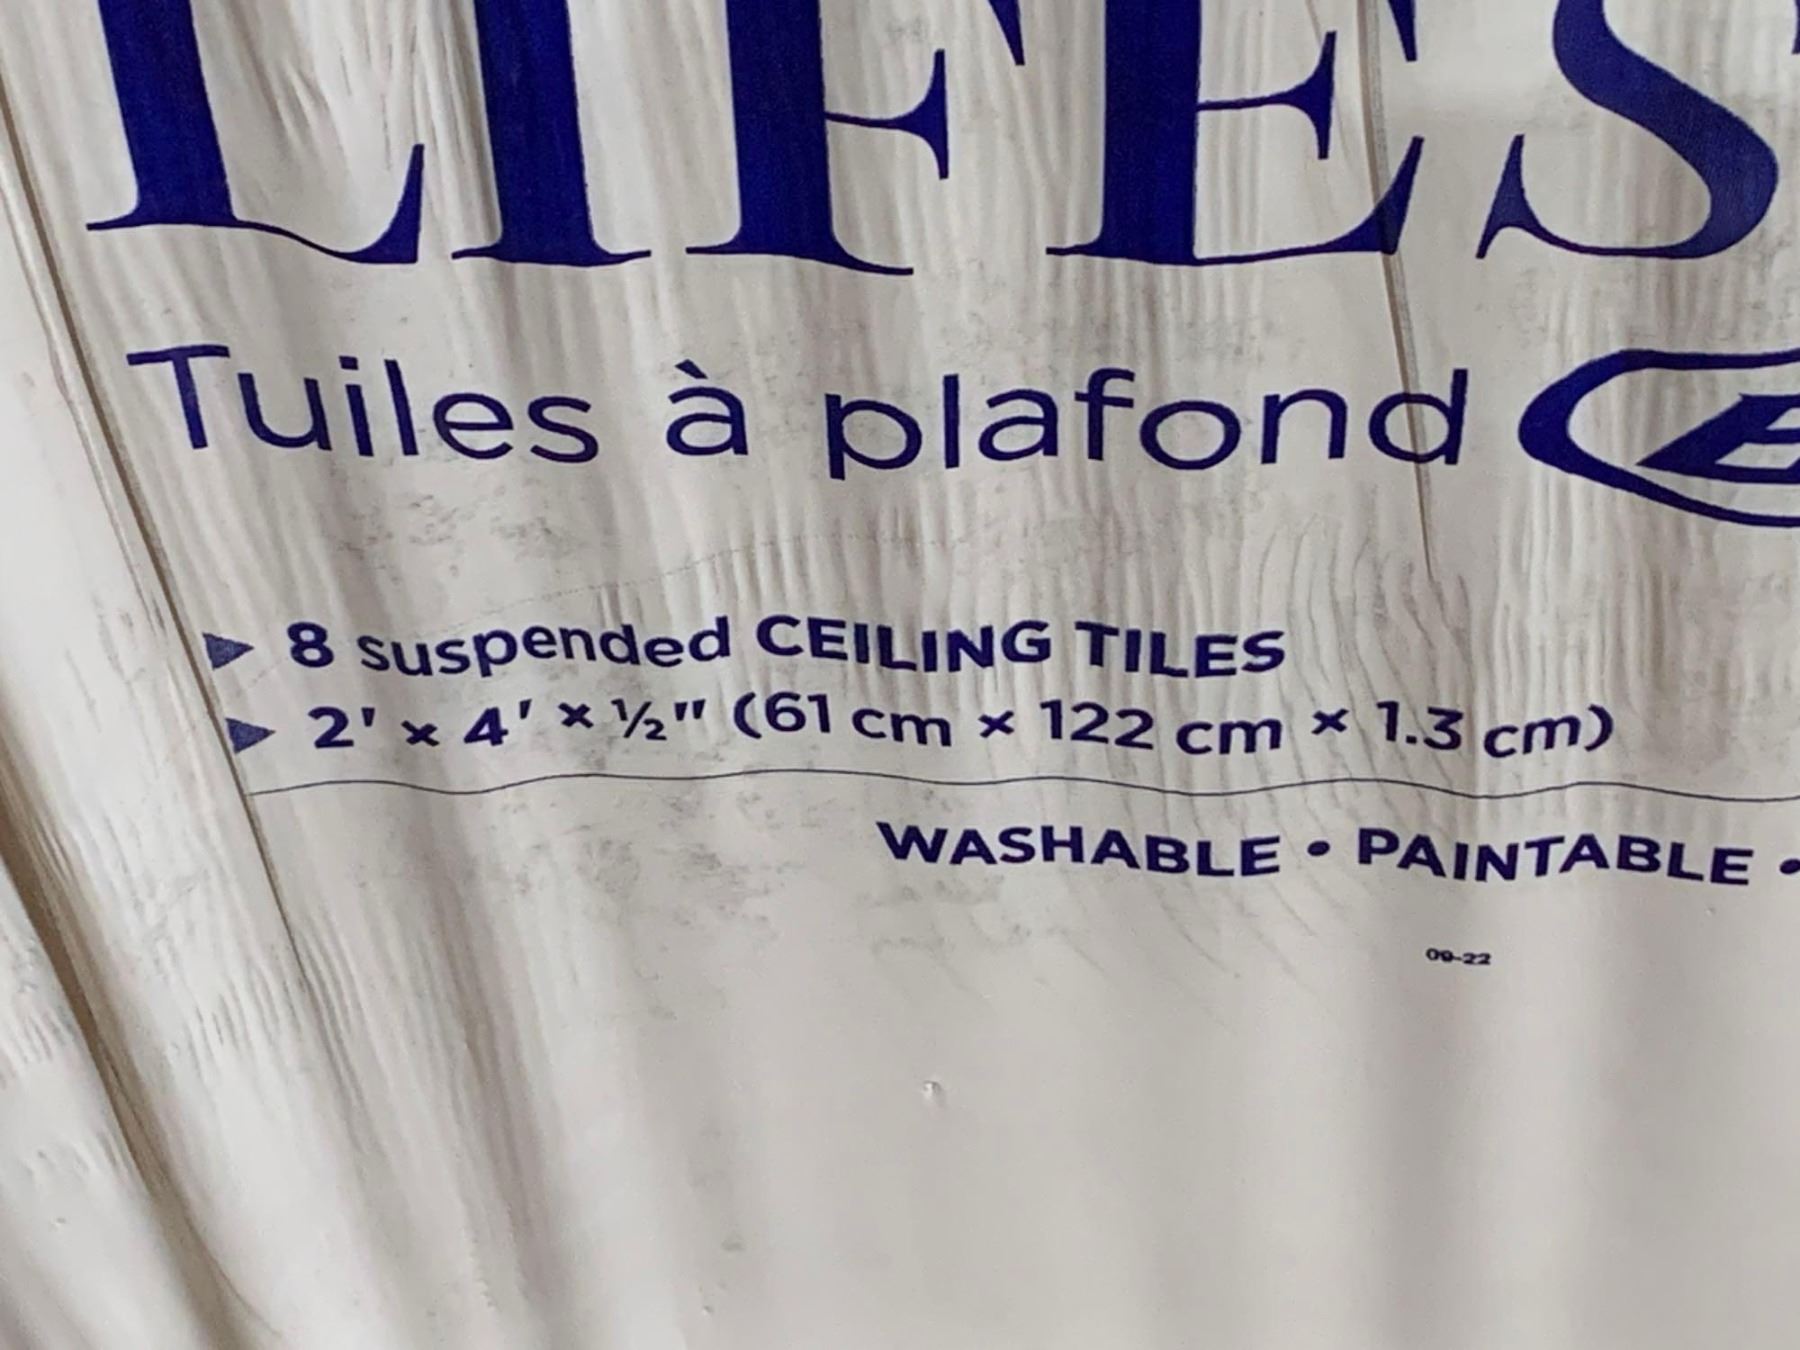 LIFES
Tuiles à plafond
▶ 8 suspended CEILING TILES
▶ 2' × 4' × ½" (61 cm × 122 cm × 1.3 cm)
WASHABLE • PAINTABLE •
09-22